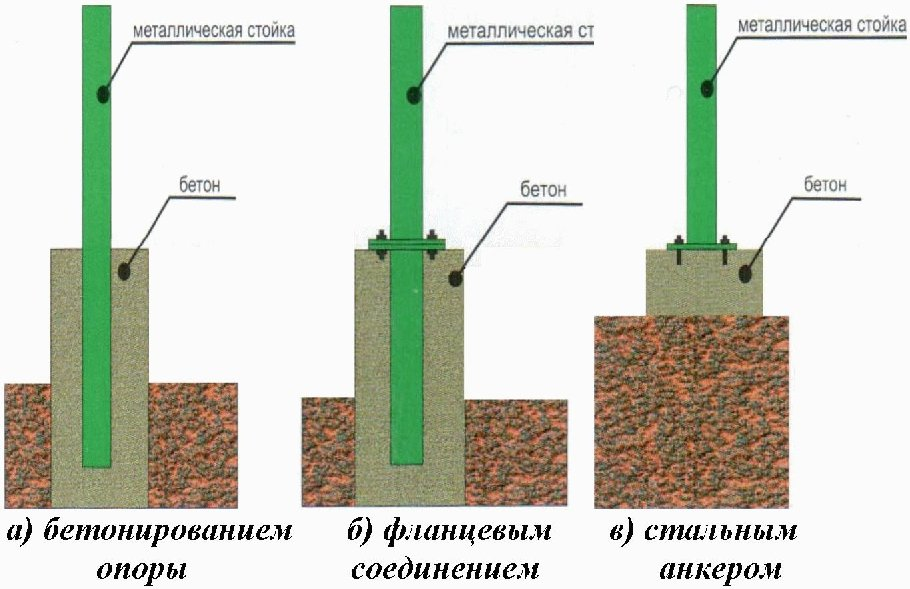 металлическая стойка
бетон
а) бетонированием
опоры
металлическая ст
бетон
б) фланцевым
соединением
металлическая стойка
бетон
в) стальным
анкером